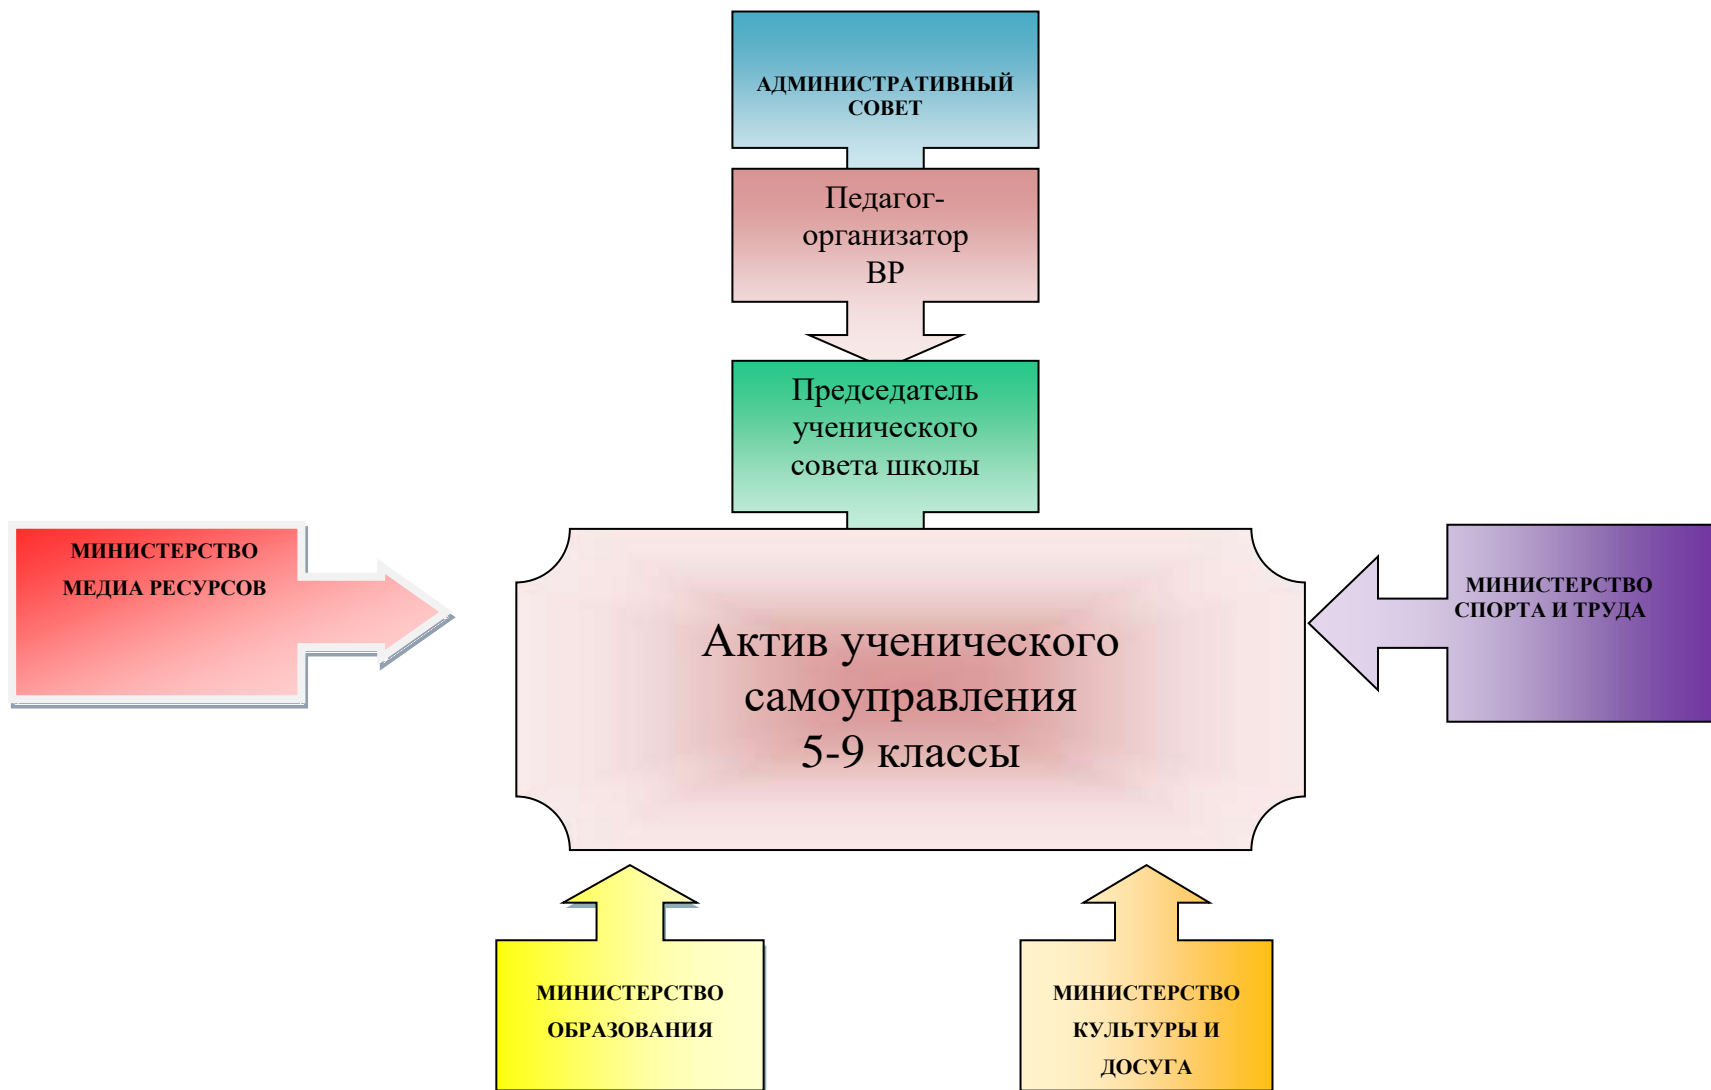 АДМИНИСТРАТИВНЫЙ
СОВЕТ
Педагог-
организатор
ВР
Председатель
ученического
совета школы
МИНИСТЕРСТВО
МЕДИА РЕСУРСОВ
МИНИСТЕРСТВО
СПОРТА И ТРУДА
Актив ученического
самоуправления
5-9 классы
МИНИСТЕРСТВО
ОБРАЗОВАНИЯ
МИНИСТЕРСТВО
КУЛЬТУРЫ И
ДОСУГА